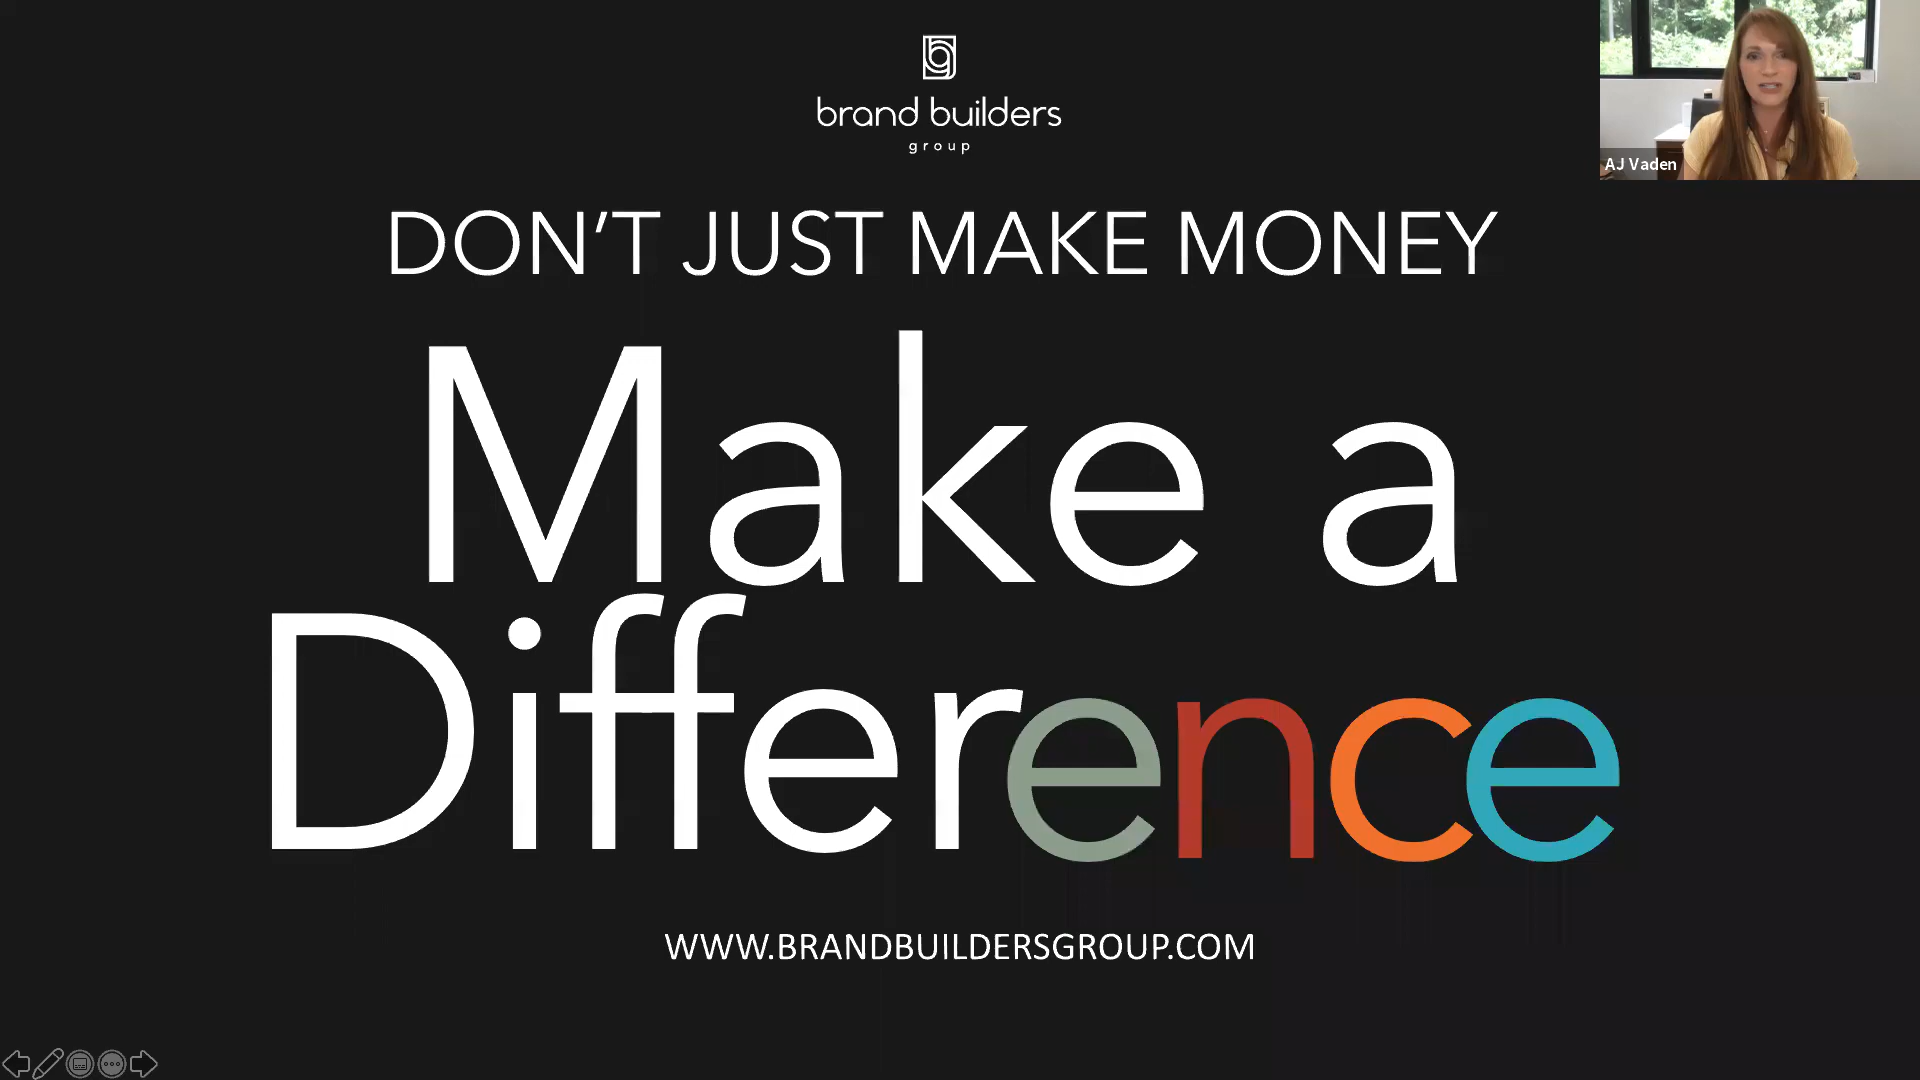 brand builders
group
AJ Vaden
DON'T JUST MAKE MONEY
Make a
Difference
WWW.BRANDBUILDERSGROUP.COM